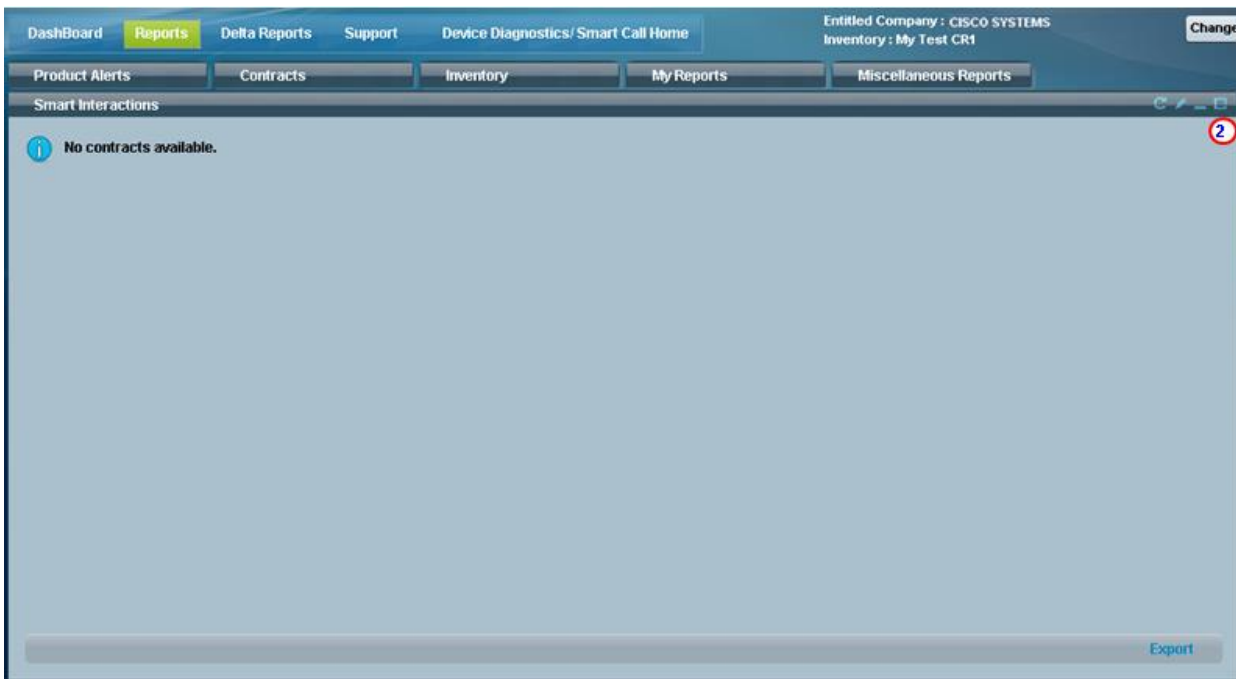 DashBoard Reports Delta Reports Support Device Diagnostics/ Smart Call Home
Entitled Company : CISCO SYSTEMS
Inventory : My Test CR1
Change
Product Alerts Contracts Inventory My Reports Miscellaneous Reports
Smart Interactions
2
No contracts available.
Export